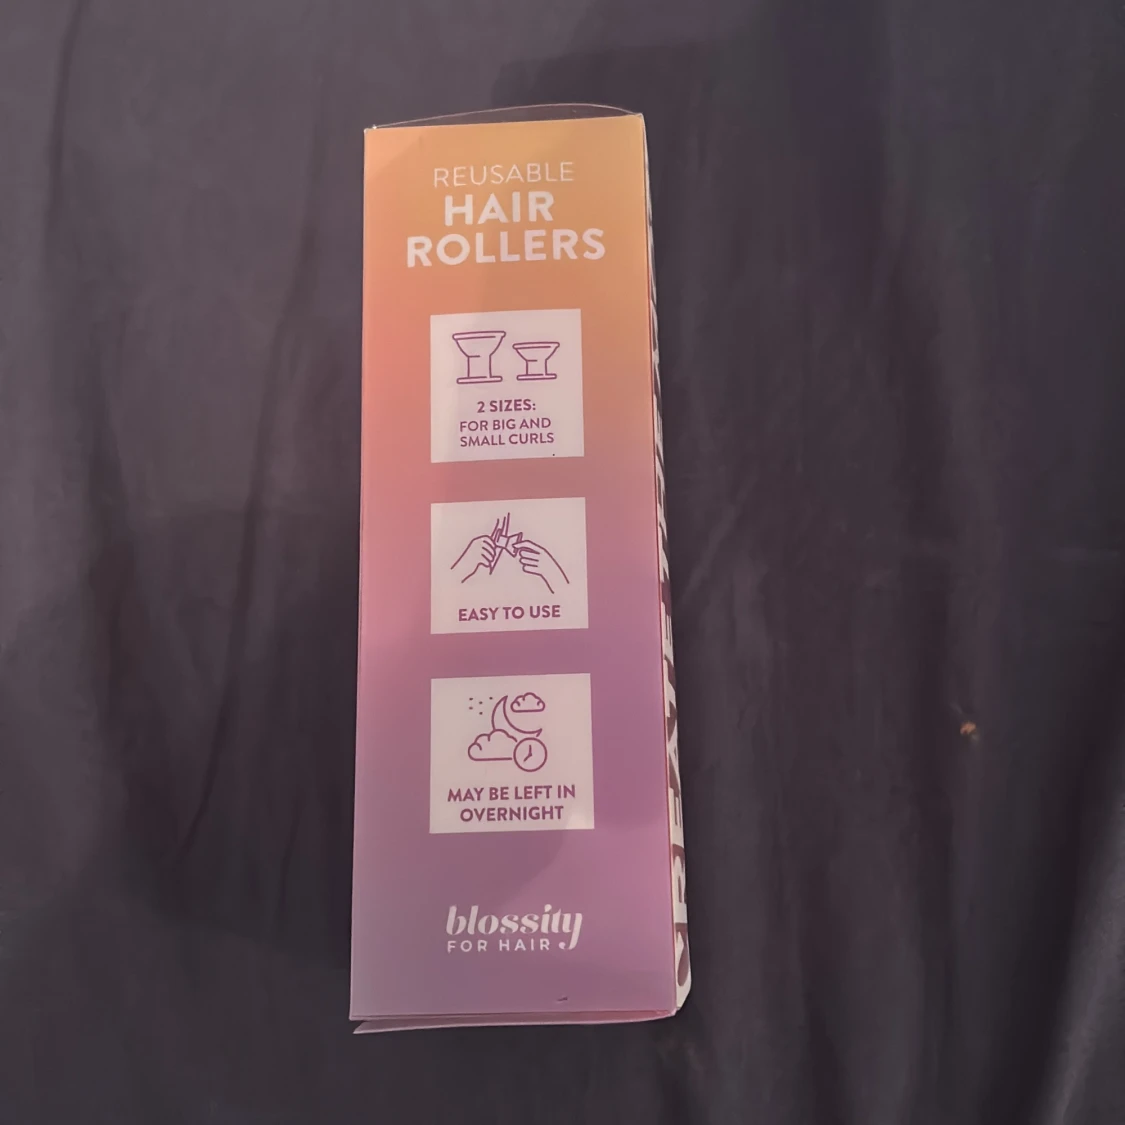 REUSABLE
HAIR
ROLLERS
2 SIZES:
FOR BIG AND
SMALL CURLS
EASY TO USE
MAY BE LEFT IN
OVERNIGHT
blossity
FOR HAIR